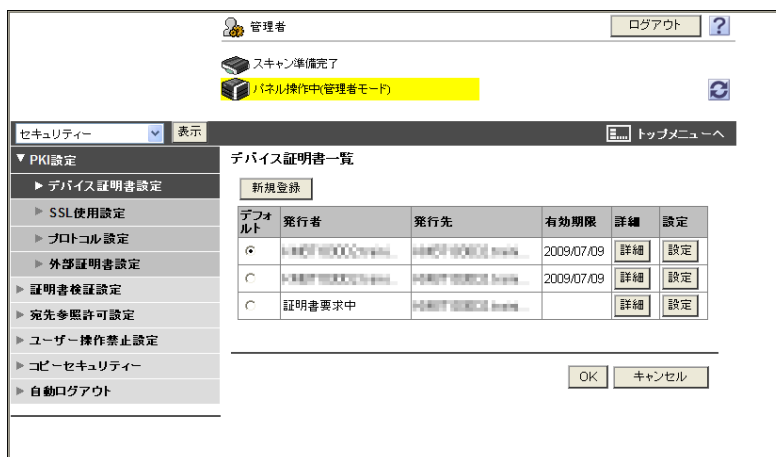 管理者
ログアウト
?
スキャン準備完了
パネル操作中(管理者モード)
セキュリティー
表示
トップメニューへ
▼ PKI設定
▶ デバイス証明書設定
▶ SSL使用設定
▶ プロトコル設定
▶ 外部証明書設定
▶ 証明書検証設定
▶ 宛先参照許可設定
▶ ユーザー操作禁止設定
▶ コピーセキュリティー
▶ 自動ログアウト
デバイス証明書一覧
新規登録
デフォルト 発行者 発行先 有効期限 詳細 設定
2009/07/09 詳細 設定
2009/07/09 詳細 設定
証明書要求中 詳細 設定
OK キャンセル